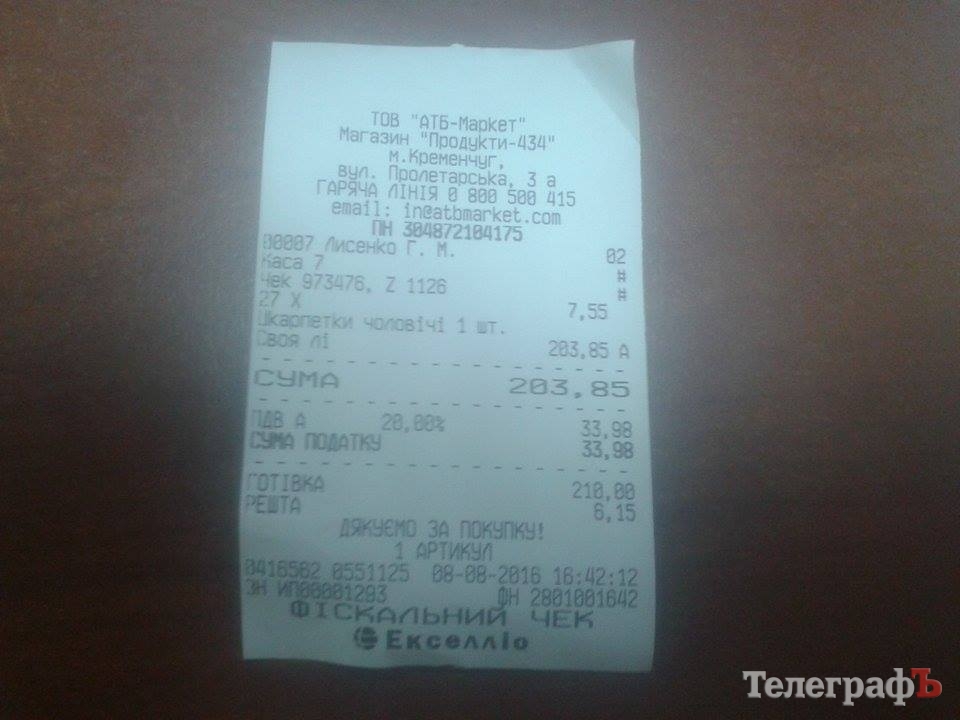 ТОВ "АТБ-Маркет"
Магазин "Продукти-434"
м.Кременчуг,
вул. Пролетарська, 3 а
ГАРЯЧА ЛІНІЯ 0 800 500 415
email: in@atbmarket.com
ПН 304872104175
00007 Лисенко Г. М. 02
Каса 7 #
Чек 973476, Z 1126 #
27 X 7,55
Шкарпетки чоловічі 1 шт.
Своя лі 203,85 А
СУМА 203,85
ПДВ А 20,00% 33,98
СУМА ПОДАТКУ 33,98
ГОТІВКА 210,00
РЕШТА 6,15
ДЯКУЄМО ЗА ПОКУПКУ!
1 АРТИКУЛ
0416582 0551125 08-08-2016 16:42:12
ЗН ИП00001293 ФН 2801001642
ФІСКАЛЬНИЙ ЧЕК
Екселліо
ТелеграфЪ